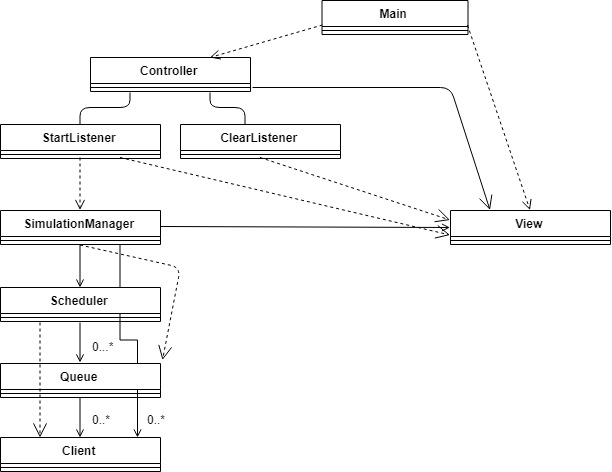 Main
Controller
StartListener
ClearListener
SimulationManager
View
Scheduler
0...*
Queue
0..*
0..*
Client